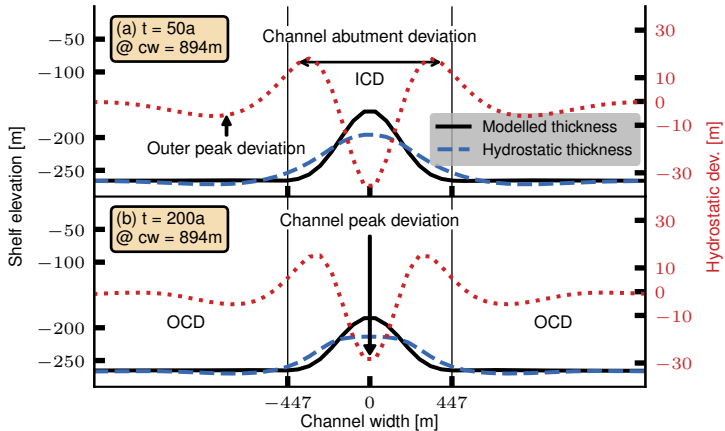 (a) t = 50a
@ cw = 894m
Channel abutment deviation
ICD
Outer peak deviation
Modelled thickness
Hydrostatic thickness
−50
−100
−200
−250
30
20
10
0
−10
−30
(b) t = 200a
@ cw = 894m
Channel peak deviation
OCD
OCD
−50
−100
−200
−250
30
20
10
0
−10
−30
−447
0
447
Channel width [m]
Shelf elevation [m]
Hydrostatic dev. [m]